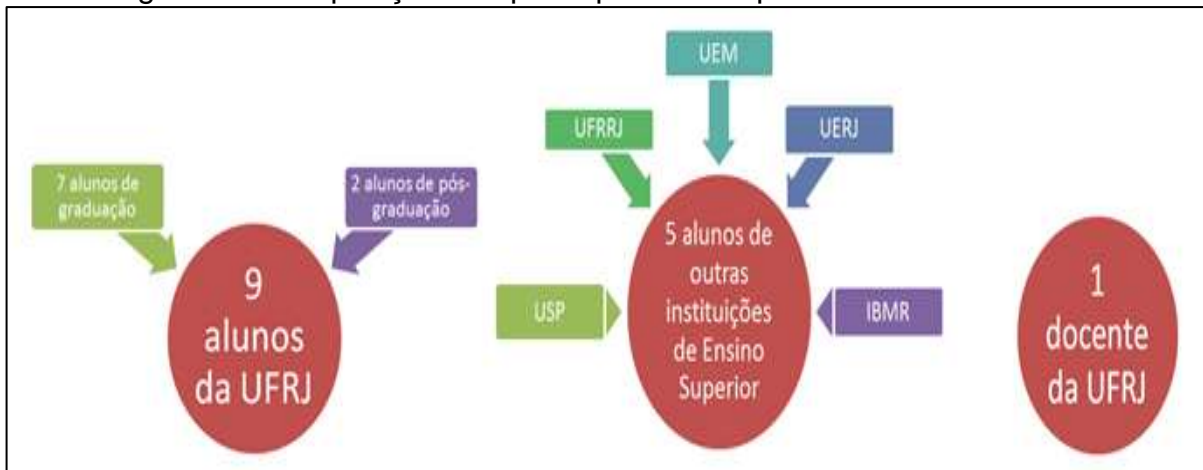 7 alunos de
graduação
2 alunos de pós-
graduação
9
alunos
da UFRJ
UEM
UFRRJ
UERJ
USP
IBMR
5 alunos de
outras
instituições
de Ensino
Superior
1
docente
da UFRJ